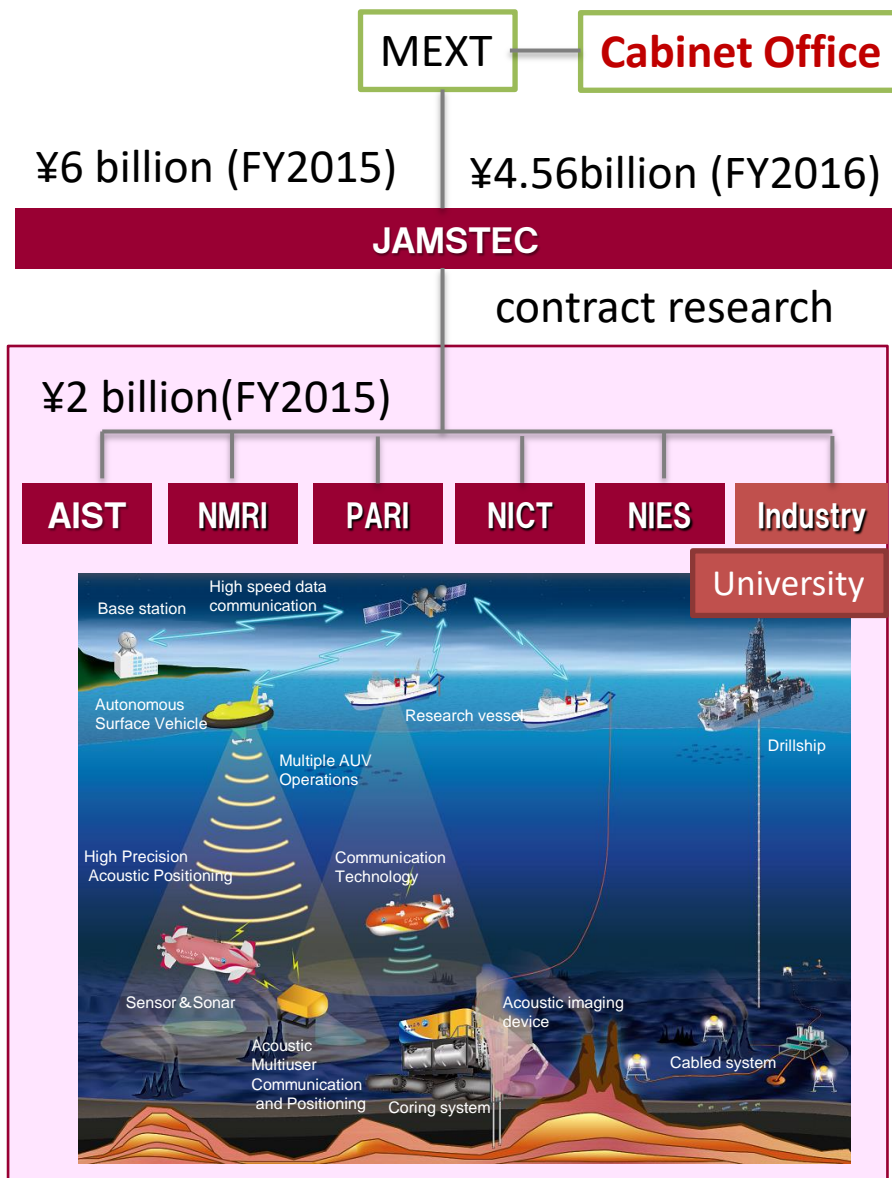 MEXT
Cabinet Office
¥6 billion (FY2015)
¥4.56billion (FY2016)
JAMSTEC
contract research
¥2 billion(FY2015)
AIST
NMRI
PARI
NICT
NIES
Industry
University
High speed data
communication
Base station
Autonomous
Surface Vehicle
Research vessel
Drillship
Multiple AUV
Operations
High Precision
Acoustic Positioning
Communication
Technology
Sensor & Sonar
Acoustic imaging
device
Acoustic
Multiuser
Communication
and Positioning
Coring system
Cabled system